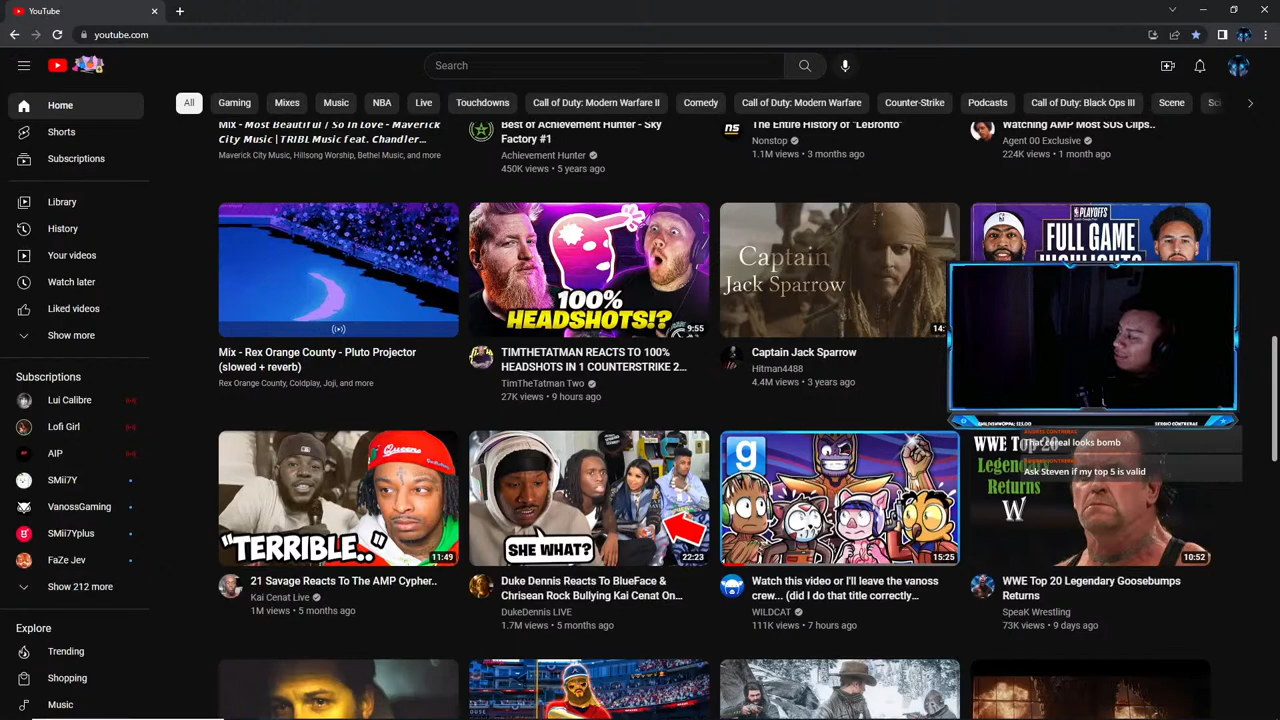 YouTube
youtube.com
Search
Home
Shorts
Subscriptions
Library
History
Your videos
Watch later
Liked videos
Show more
Subscriptions
Lui Calibre
Lofi Girl
AIP
SMii7Y
VanossGaming
SMii7Yplus
FaZe Jev
Show 212 more
Explore
Trending
Shopping
Music
All
Gaming
Mixes
Music
NBA
Live
Touchdowns
Call of Duty: Modern Warfare II
Comedy
Call of Duty: Modern Warfare
Counter-Strike
Podcasts
Call of Duty: Black Ops III
Scene
Mix - Most Beautiful / So In Love - Maverick
City Music | TRIBL Music feat. Chandler...
Maverick City Music, Hillsong Worship, Bethel Music, and more
Best of Achievement Hunter - Sky
Factory #1
Achievement Hunter
450K views • 5 years ago
ns
The Entire History of "LeBronto"
Nonstop
1.1M views • 3 months ago
Watching AMP Most SUS Clips..
Agent 00 Exclusive
224K views • 1 month ago
Mix - Rex Orange County - Pluto Projector
(slowed + reverb)
Rex Orange County, Coldplay, Joji, and more
100%
HEADSHOTS!?
9:55
TIMTHETATMAN REACTS TO 100%
HEADSHOTS IN 1 COUNTERSTRIKE 2...
TimTheTatman Two
27K views • 9 hours ago
Captain
Jack Sparrow
14:
Captain Jack Sparrow
Hitman4488
4.4M views • 3 years ago
PLAYOFFS
FULL GAME
HIGHLIGHTS
That cereal looks bomb
Ask Steven if my top 5 is valid
"TERRIBLE.."
11:49
21 Savage Reacts To The AMP Cypher..
Kai Cenat Live
1M views • 5 months ago
SHE WHAT?
22:23
Duke Dennis Reacts To BlueFace &
Chrisean Rock Bullying Kai Cenat On...
DukeDennis LIVE
1.7M views • 5 months ago
g
15:25
Watch this video or I'll leave the vanoss
crew... (did I do that title correctly...
WILDCAT
111K views • 7 hours ago
WWE Top 20
Legendary
Returns
W
10:52
WWE Top 20 Legendary Goosebumps
Returns
SpeaK Wrestling
73K views • 9 days ago